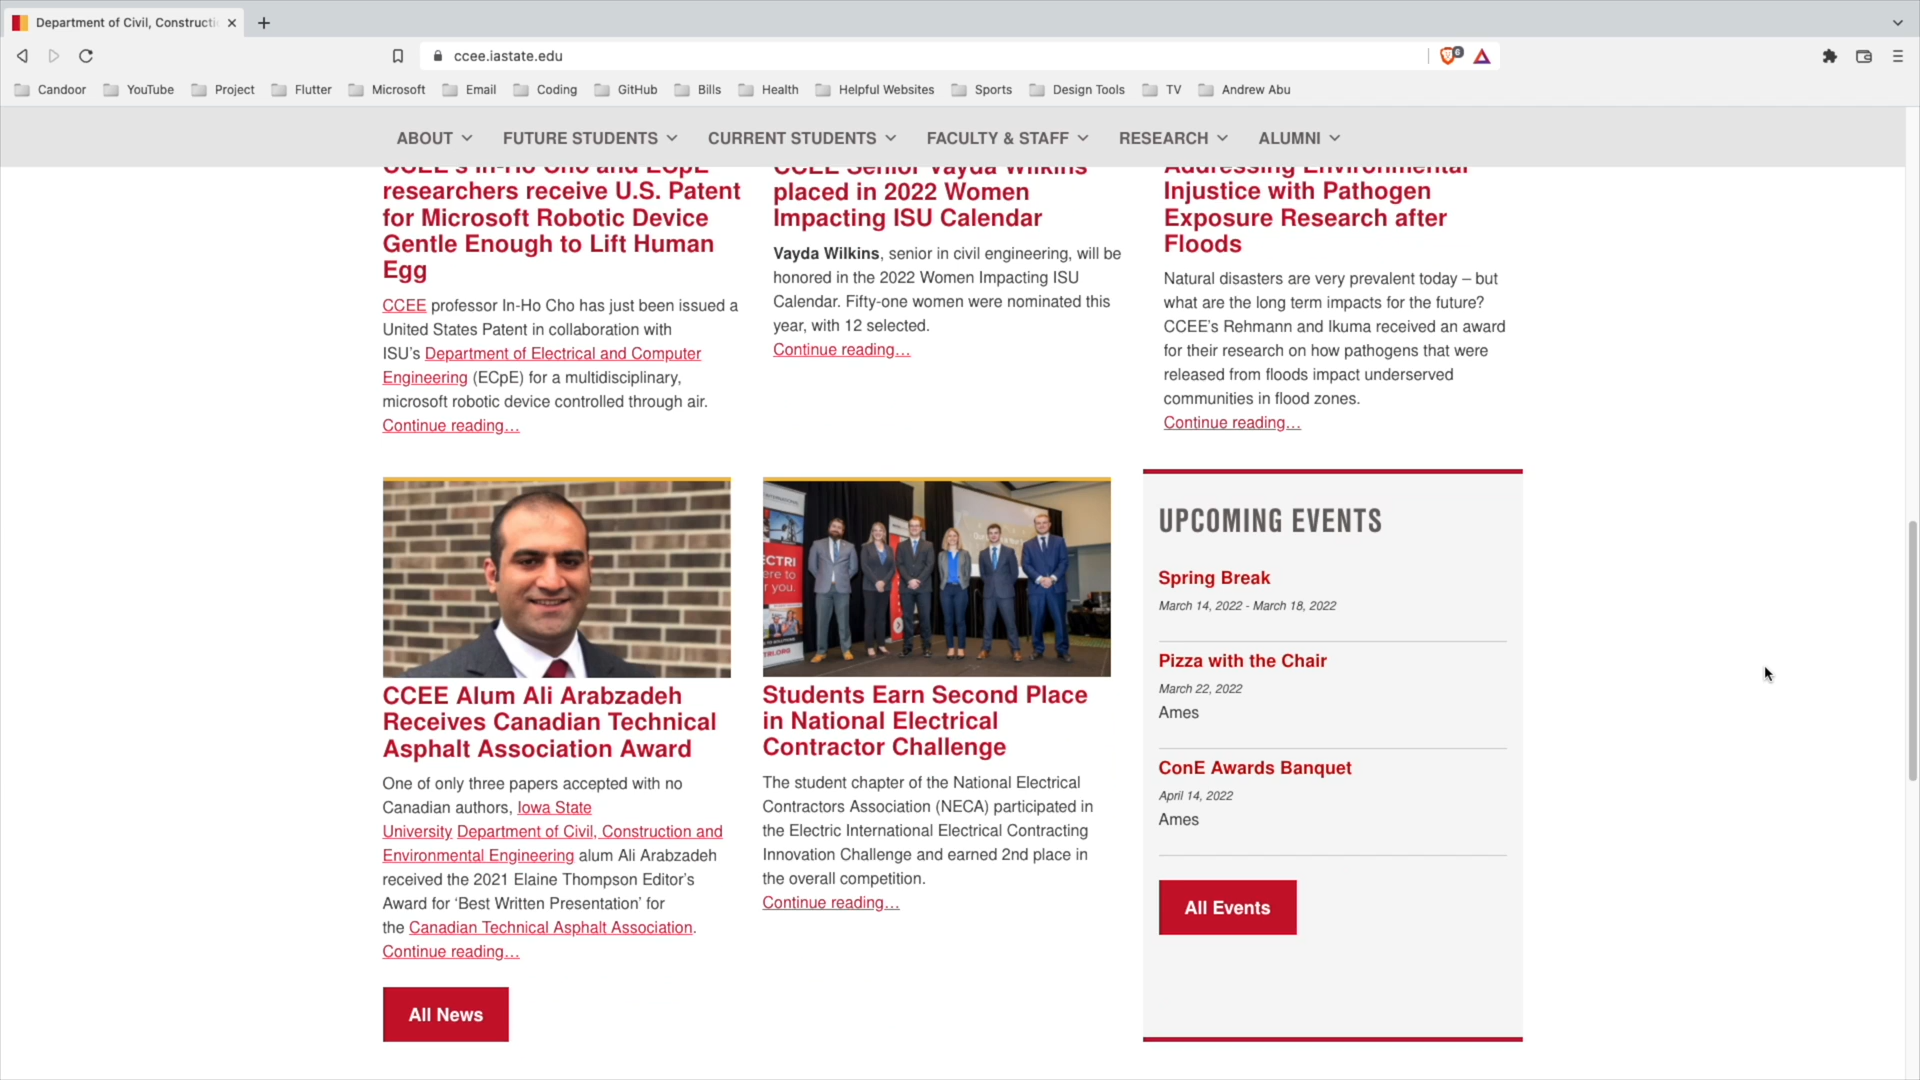 Department of Civil, Constructi
ccee.iastate.edu
6
Candoor
YouTube
Project
Flutter
Microsoft
Email
Coding
GitHub
Bills
Health
Helpful Websites
Sports
Design Tools
TV
Andrew Abu
ABOUT
FUTURE STUDENTS
CURRENT STUDENTS
FACULTY & STAFF
RESEARCH
ALUMNI
CCEE's In-Ho Cho and ECpE
researchers receive U.S. Patent
for Microsoft Robotic Device
Gentle Enough to Lift Human
Egg
CCEE professor In-Ho Cho has just been issued a
United States Patent in collaboration with
ISU's Department of Electrical and Computer
Engineering (ECpE) for a multidisciplinary,
microsoft robotic device controlled through air.
Continue reading…
CCEE Senior Vayda Wilkins
placed in 2022 Women
Impacting ISU Calendar
Vayda Wilkins, senior in civil engineering, will be
honored in the 2022 Women Impacting ISU
Calendar. Fifty-one women were nominated this
year, with 12 selected.
Continue reading…
Addressing Environmental
Injustice with Pathogen
Exposure Research after
Floods
Natural disasters are very prevalent today – but
what are the long term impacts for the future?
CCEE's Rehmann and Ikuma received an award
for their research on how pathogens that were
released from floods impact underserved
communities in flood zones.
Continue reading…
CCEE Alum Ali Arabzadeh
Receives Canadian Technical
Asphalt Association Award
One of only three papers accepted with no
Canadian authors, Iowa State
University Department of Civil, Construction and
Environmental Engineering alum Ali Arabzadeh
received the 2021 Elaine Thompson Editor's
Award for 'Best Written Presentation' for
the Canadian Technical Asphalt Association.
Continue reading…
All News
ECTRI
ere to
you.
TRI.ORG
Students Earn Second Place
in National Electrical
Contractor Challenge
The student chapter of the National Electrical
Contractors Association (NECA) participated in
the Electric International Electrical Contracting
Innovation Challenge and earned 2nd place in
the overall competition.
Continue reading…
UPCOMING EVENTS
Spring Break
March 14, 2022 - March 18, 2022
Pizza with the Chair
March 22, 2022
Ames
ConE Awards Banquet
April 14, 2022
Ames
All Events